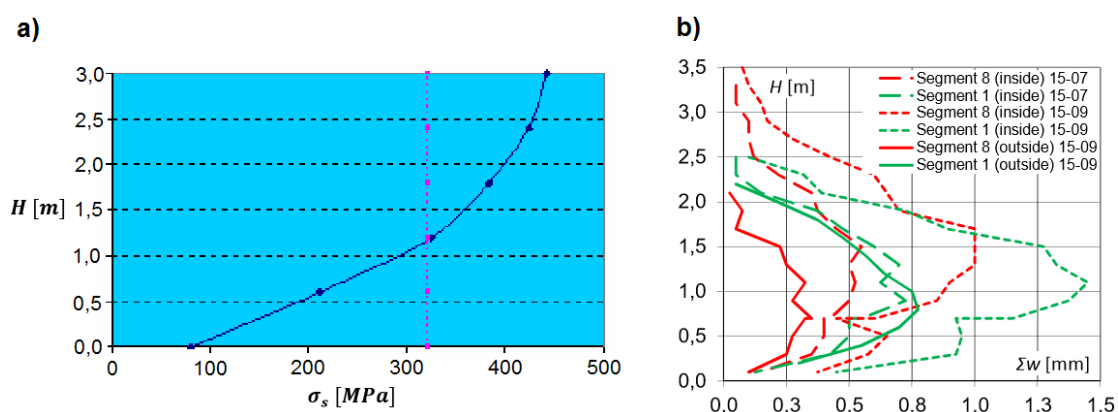 a)
3,0
2,5
2,0
1,5
1,0
0,5
0,0
H [m]
0
100
200
300
400
500
σs [MPa]
b)
3,5
3,0
2,5
2,0
1,5
1,0
0,5
0,0
H [m]
Segment 8 (inside) 15-07
Segment 1 (inside) 15-07
Segment 8 (inside) 15-09
Segment 1 (inside) 15-09
Segment 8 (outside) 15-09
Segment 1 (outside) 15-09
Σw [mm]
0.0
0.3
0.5
0.8
1.0
1.3
1.5